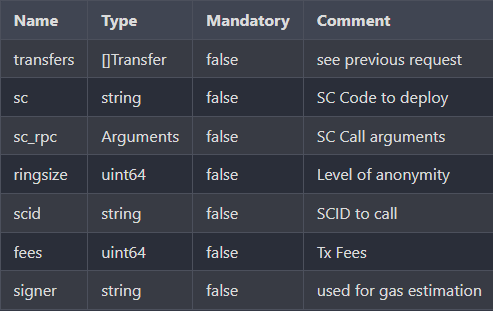 Name Type Mandatory Comment
transfers []Transfer false see previous request
sc string false SC Code to deploy
sc_rpc Arguments false SC Call arguments
ringsize uint64 false Level of anonymity
scid string false SCID to call
fees uint64 false Tx Fees
signer string false used for gas estimation